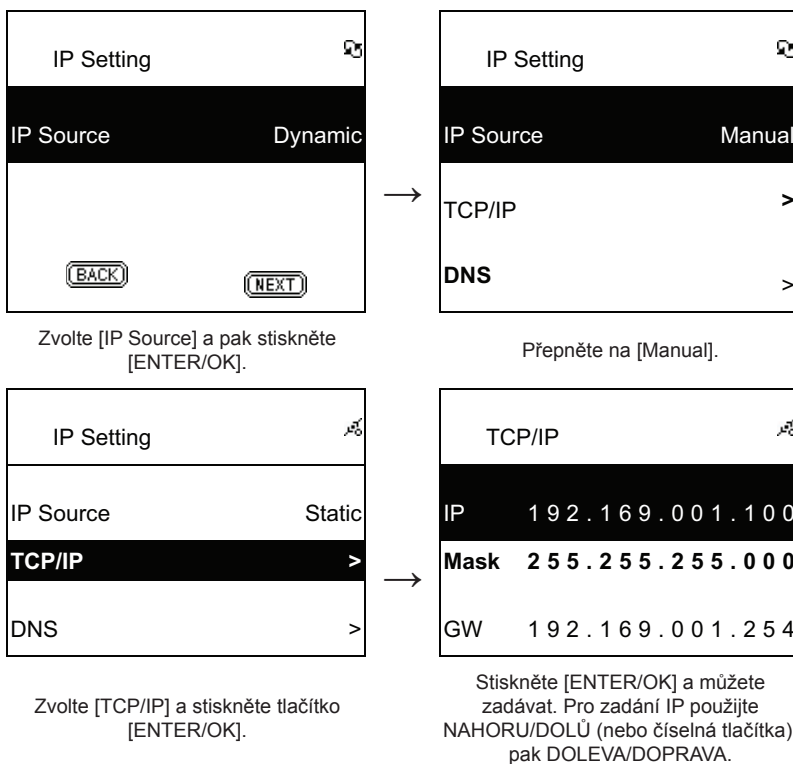 IP Setting
IP Source Dynamic
BACK NEXT
Zvolte [IP Source] a pak stiskněte
[ENTER/OK].
IP Setting
IP Source Manual
TCP/IP >
DNS >
Přepněte na [Manual].
IP Setting
IP Source Static
TCP/IP >
DNS >
Zvolte [TCP/IP] a stiskněte tlačítko
[ENTER/OK].
TCP/IP
IP 192.169.001.100
Mask 255.255.255.000
GW 192.169.001.254
Stiskněte [ENTER/OK] a můžete
zadávat. Pro zadání IP použijte
NAHORU/DOLŮ (nebo číselná tlačítka)
pak DOLEVA/DOPRAVA.